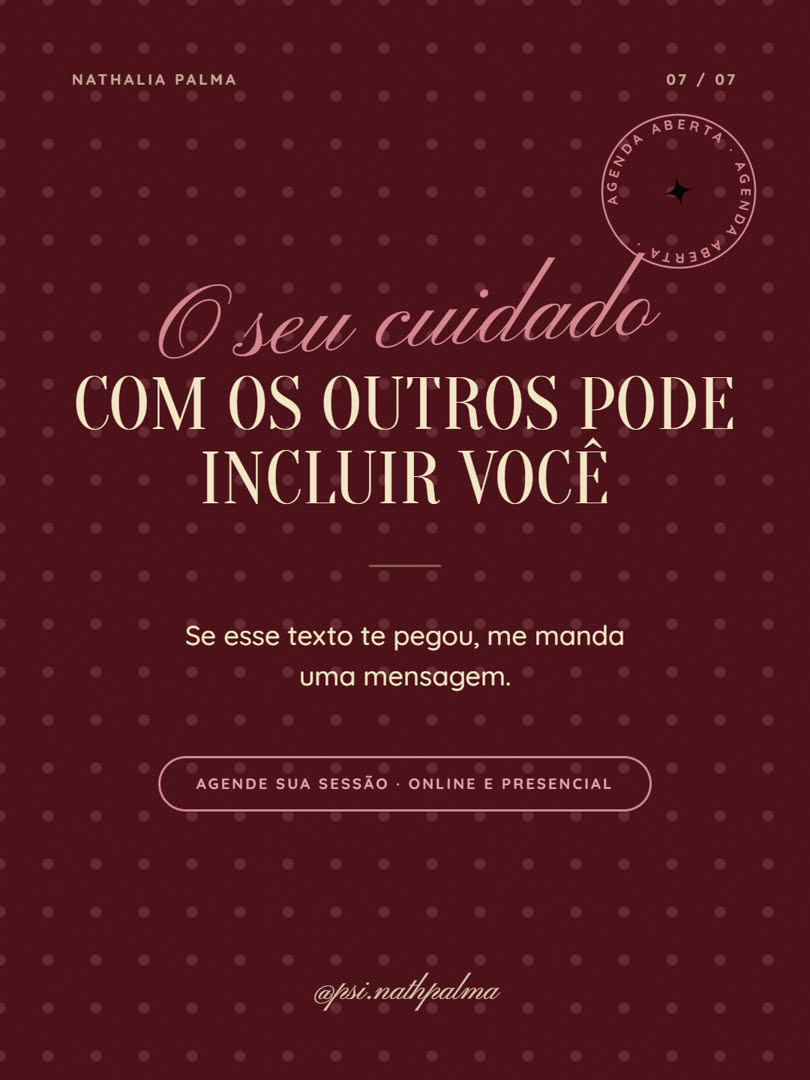 NATHALIA PALMA
07 / 07
AGENDA ABERTA · AGENDA ABERTA ·
O seu cuidado
COM OS OUTROS PODE
INCLUIR VOCÊ
Se esse texto te pegou, me manda
uma mensagem.
AGENDE SUA SESSÃO · ONLINE E PRESENCIAL
@psi.nathpalma